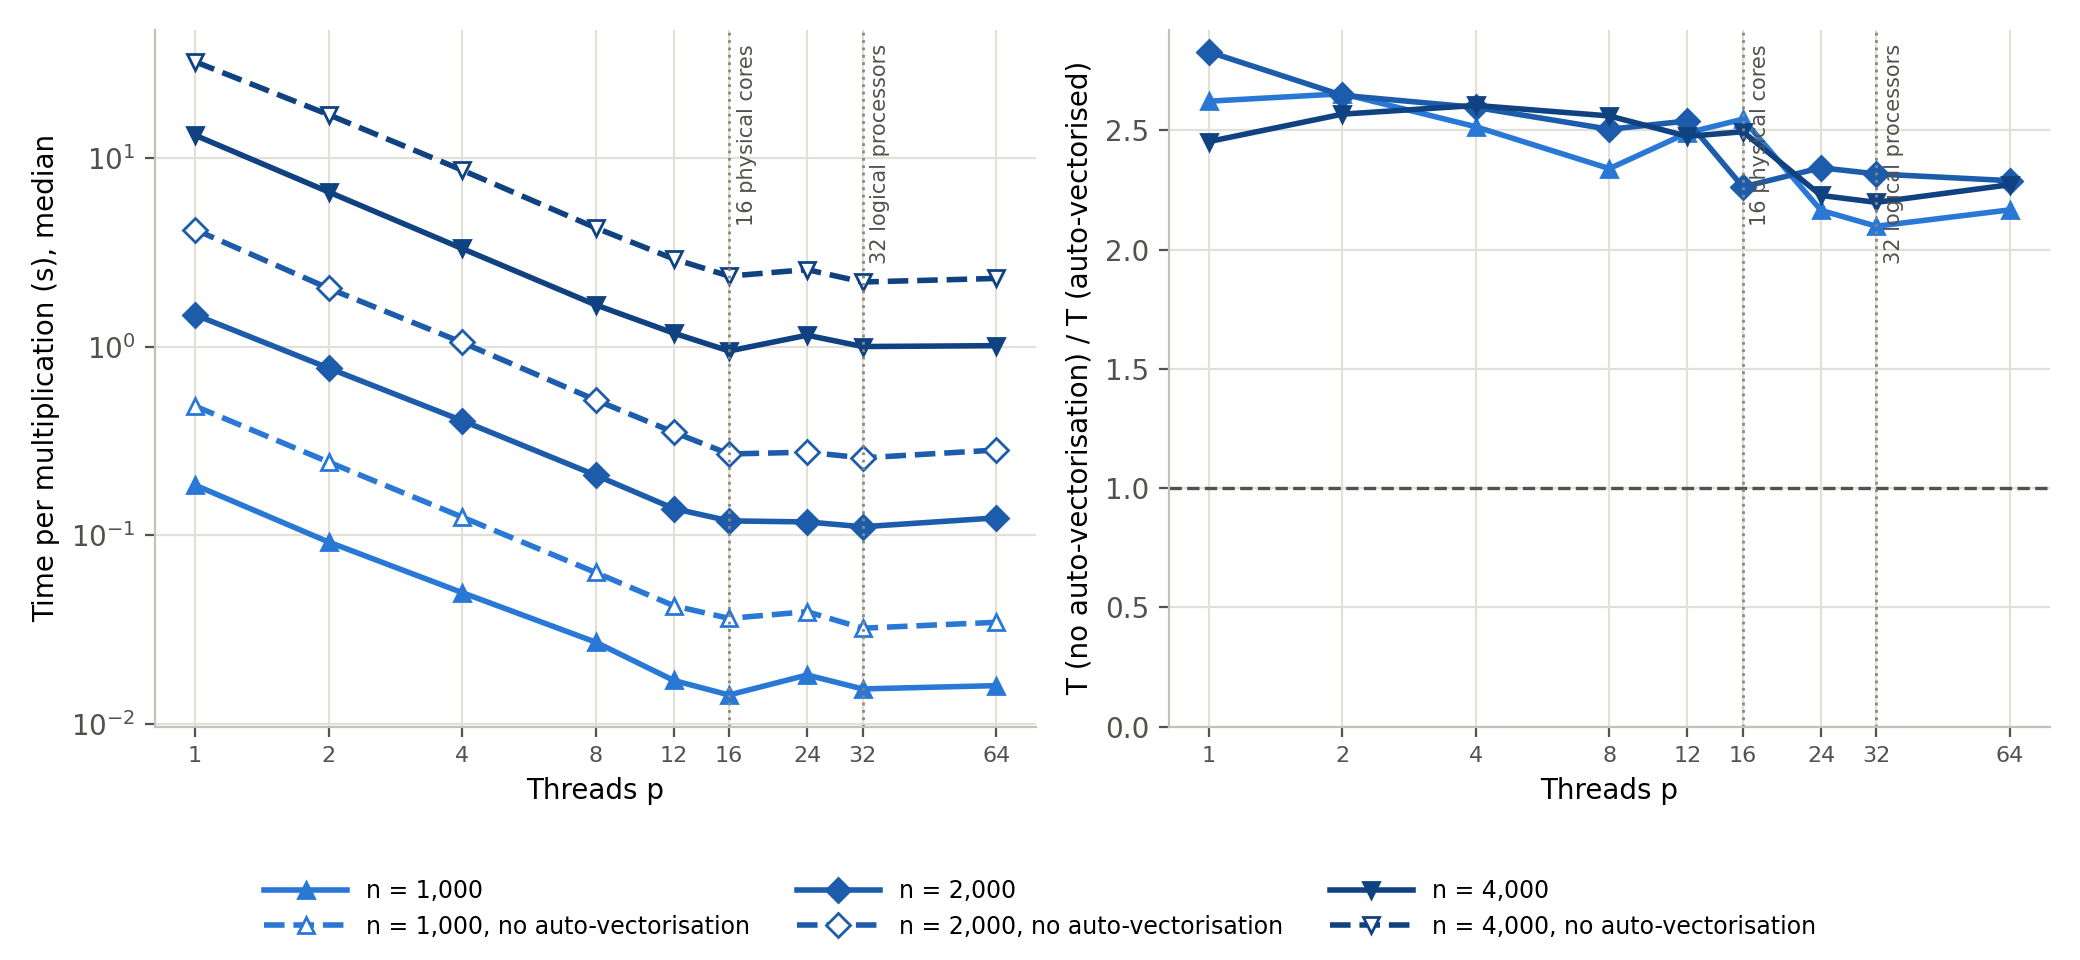 Time per multiplication (s), median
10¹
10⁰
10⁻¹
10⁻²
16 physical cores
32 logical processors
1 2 4 8 12 16 24 32 64
Threads p
T (no auto-vectorisation) / T (auto-vectorised)
2.5
2.0
1.5
1.0
0.5
0.0
16 physical cores
32 logical processors
1 2 4 8 12 16 24 32 64
Threads p
n = 1,000
n = 1,000, no auto-vectorisation
n = 2,000
n = 2,000, no auto-vectorisation
n = 4,000
n = 4,000, no auto-vectorisation